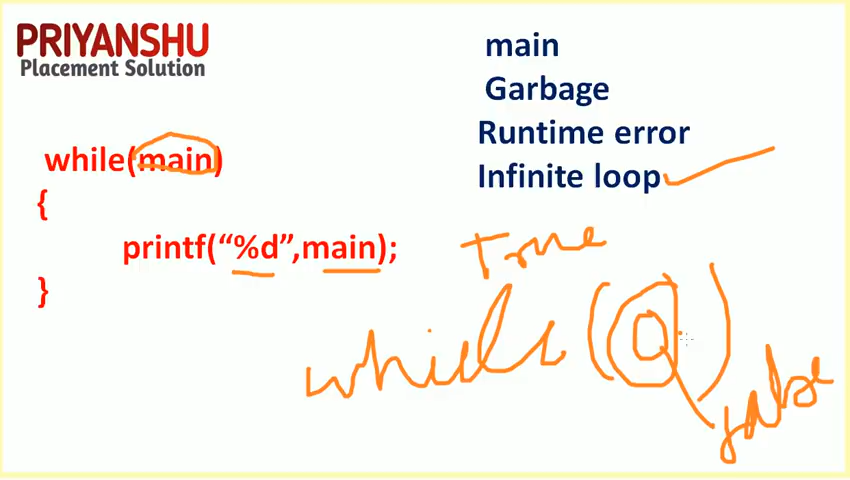 PRIYANSHU
Placement Solution
main
Garbage
Runtime error
Infinite loop
while(main)
{
printf(“%d”,main);
}
True
while (0)
false